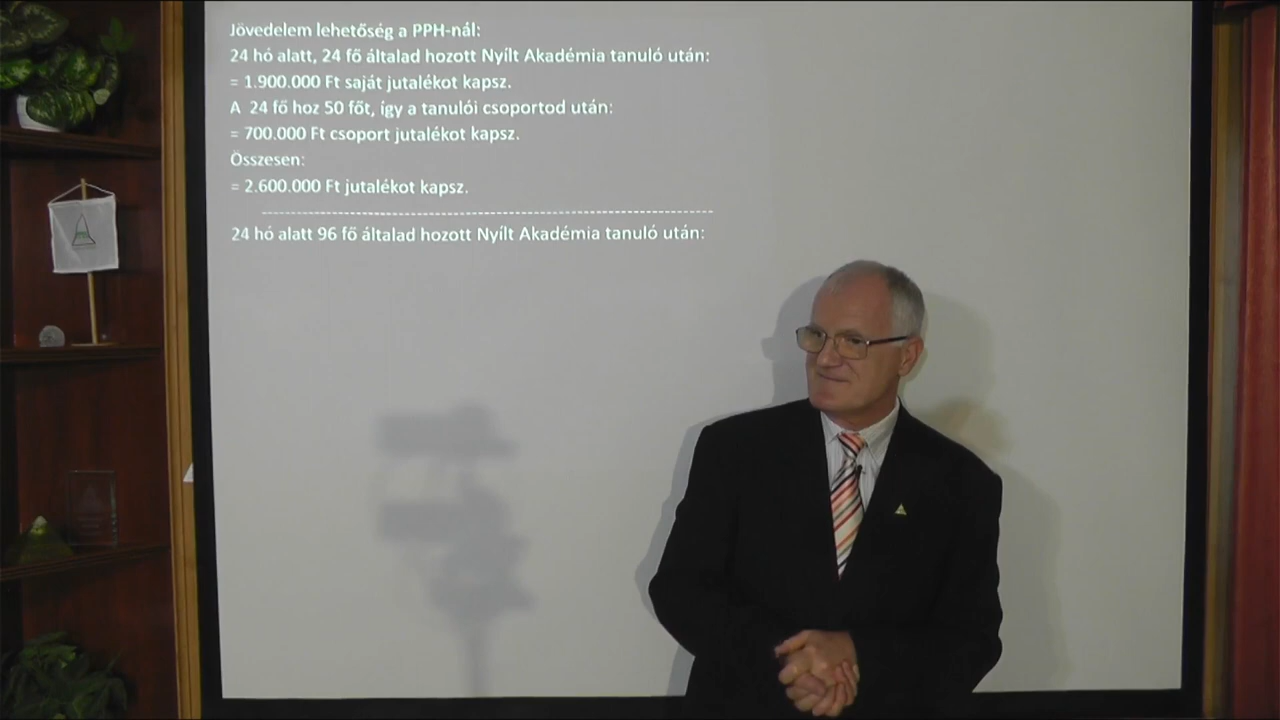 Jövedelem lehetőség a PPH-nál:
24 hó alatt, 24 fő általad hozott Nyílt Akadémia tanuló után:
= 1.900.000 Ft saját jutalékot kapsz.
A 24 fő hoz 50 főt, így a tanulói csoportod után:
= 700.000 Ft csoport jutalékot kapsz.
Összesen:
= 2.600.000 Ft jutalékot kapsz.
24 hó alatt 96 fő általad hozott Nyílt Akadémia tanuló után: